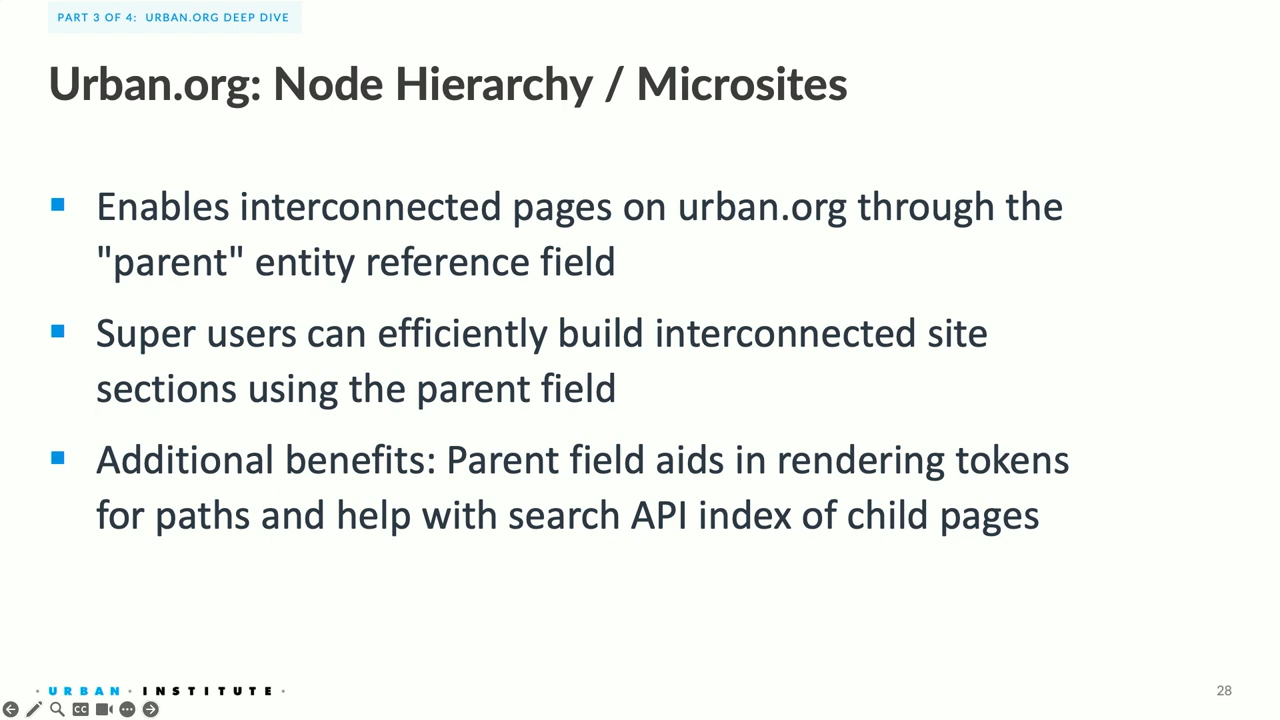 PART 3 OF 4: URBAN.ORG DEEP DIVE
Urban.org: Node Hierarchy / Microsites
Enables interconnected pages on urban.org through the
"parent" entity reference field
Super users can efficiently build interconnected site
sections using the parent field
Additional benefits: Parent field aids in rendering tokens
for paths and help with search API index of child pages
· URBAN · INSTITUTE ·
28
CC